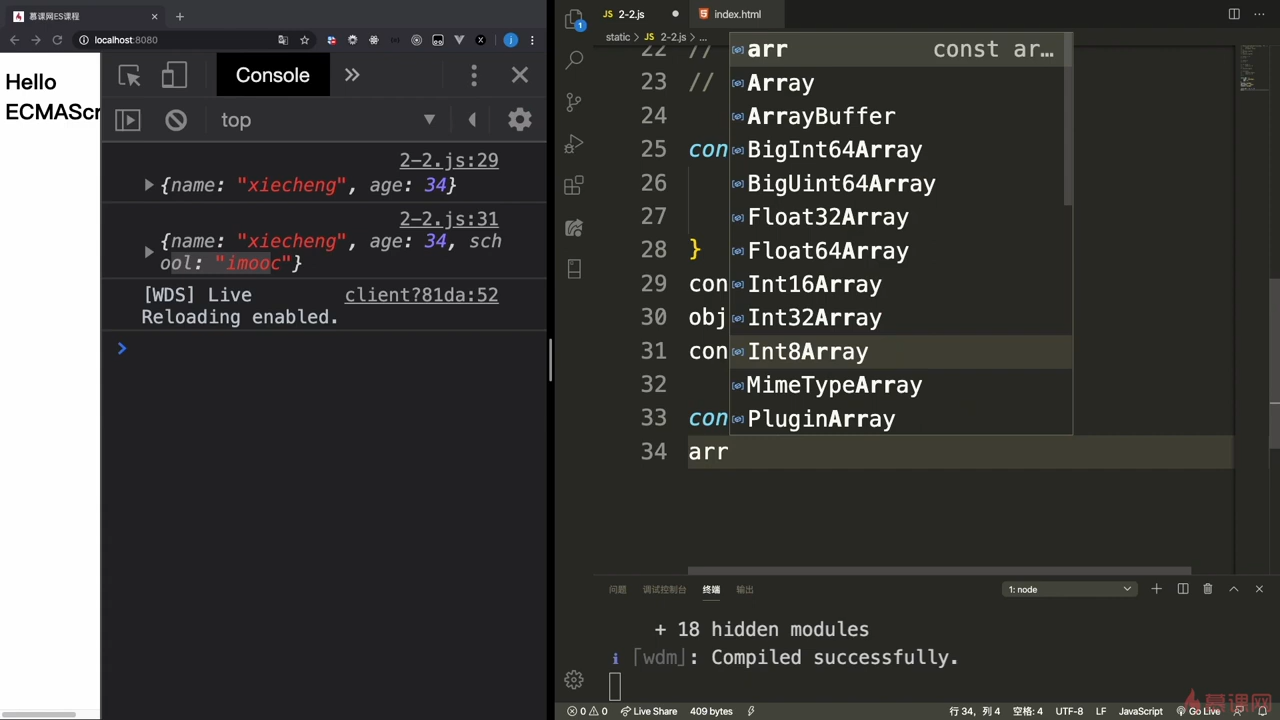 慕课网ES课程
localhost:8080
Hello
ECMAScr
Console
top
2-2.js:29
{name: "xiecheng", age: 34}
2-2.js:31
{name: "xiecheng", age: 34, sch
ool: "imooc"}
[WDS] Live client?81da:52
Reloading enabled.
2-2.js
index.html
static > JS 2-2.js > ...
22 //
23 //
24
25 con
26
27
28 }
29 con
30 obj
31 con
32
33 con
34 arr
arr const ar…
Array
ArrayBuffer
BigInt64Array
BigUint64Array
Float32Array
Float64Array
Int16Array
Int32Array
Int8Array
MimeTypeArray
PluginArray
问题 调试控制台 终端 输出 1: node
+ 18 hidden modules
i ｢wdm｣: Compiled successfully.
0 0 Live Share 409 bytes 行 34，列 4 空格: 4 UTF-8 LF JavaScript Go Live
慕课网